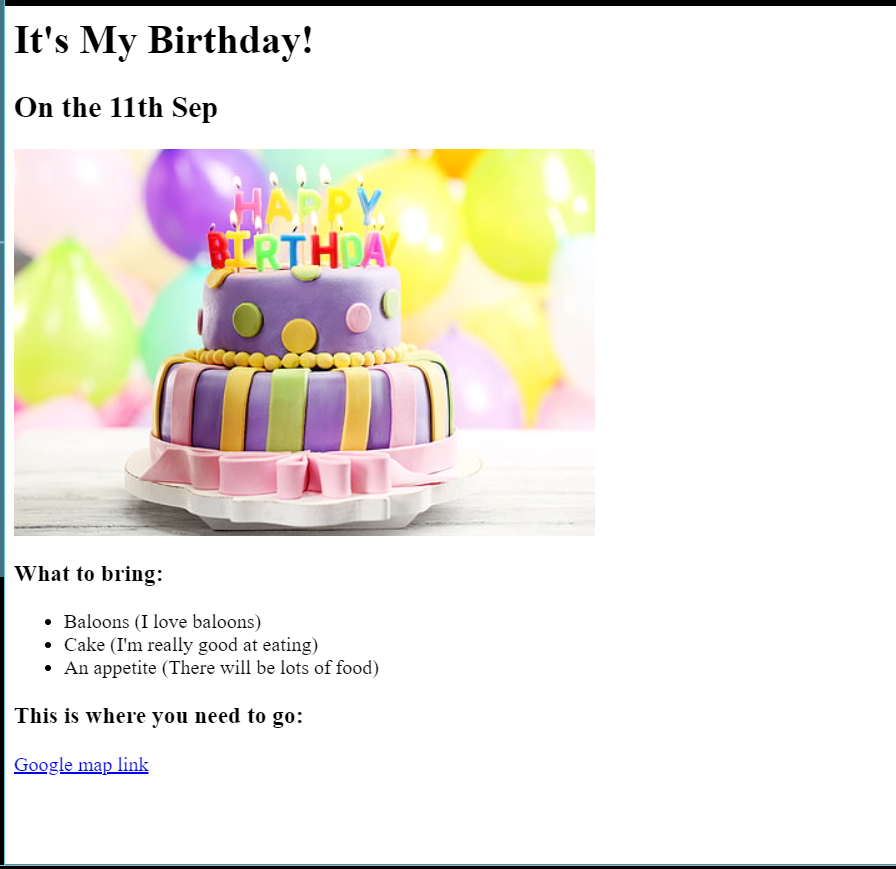 It's My Birthday!
On the 11th Sep
HAPPY
BIRTHDAY
What to bring:
Baloons (I love baloons)
Cake (I'm really good at eating)
An appetite (There will be lots of food)
This is where you need to go:
Google map link